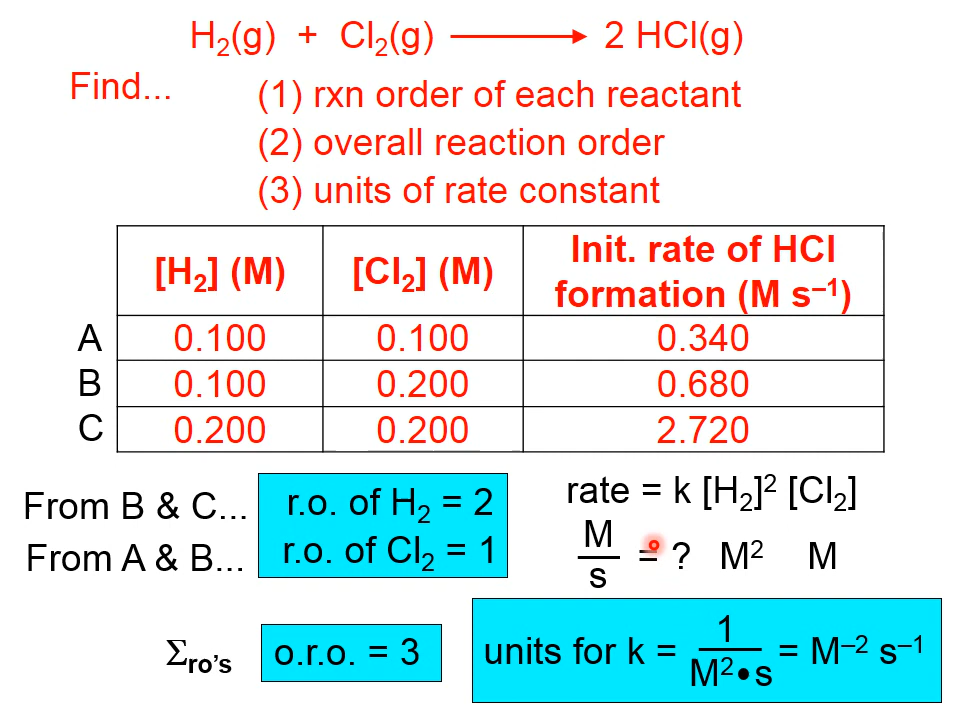 H₂(g) + Cl₂(g) ⟶ 2 HCl(g)
Find...
(1) rxn order of each reactant
(2) overall reaction order
(3) units of rate constant
[H₂] (M) [Cl₂] (M) Init. rate of HCl formation (M s⁻¹)
A 0.100 0.100 0.340
B 0.100 0.200 0.680
C 0.200 0.200 2.720
From B & C... r.o. of H₂ = 2
From A & B... r.o. of Cl₂ = 1
rate = k [H₂]² [Cl₂]
M/s = ? M² M
Σro's o.r.o. = 3
units for k = 1/M²•s = M⁻² s⁻¹